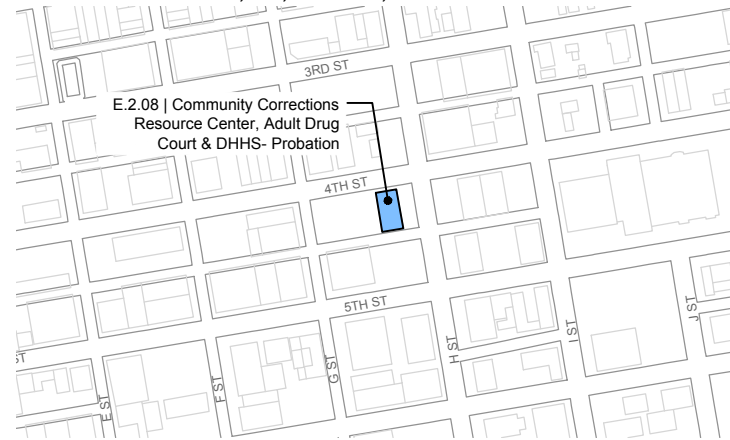 3RD ST
E.2.08 | Community Corrections
Resource Center, Adult Drug
Court & DHHS- Probation
4TH ST
5TH ST
J ST
I ST
H ST
G ST
F ST
E ST